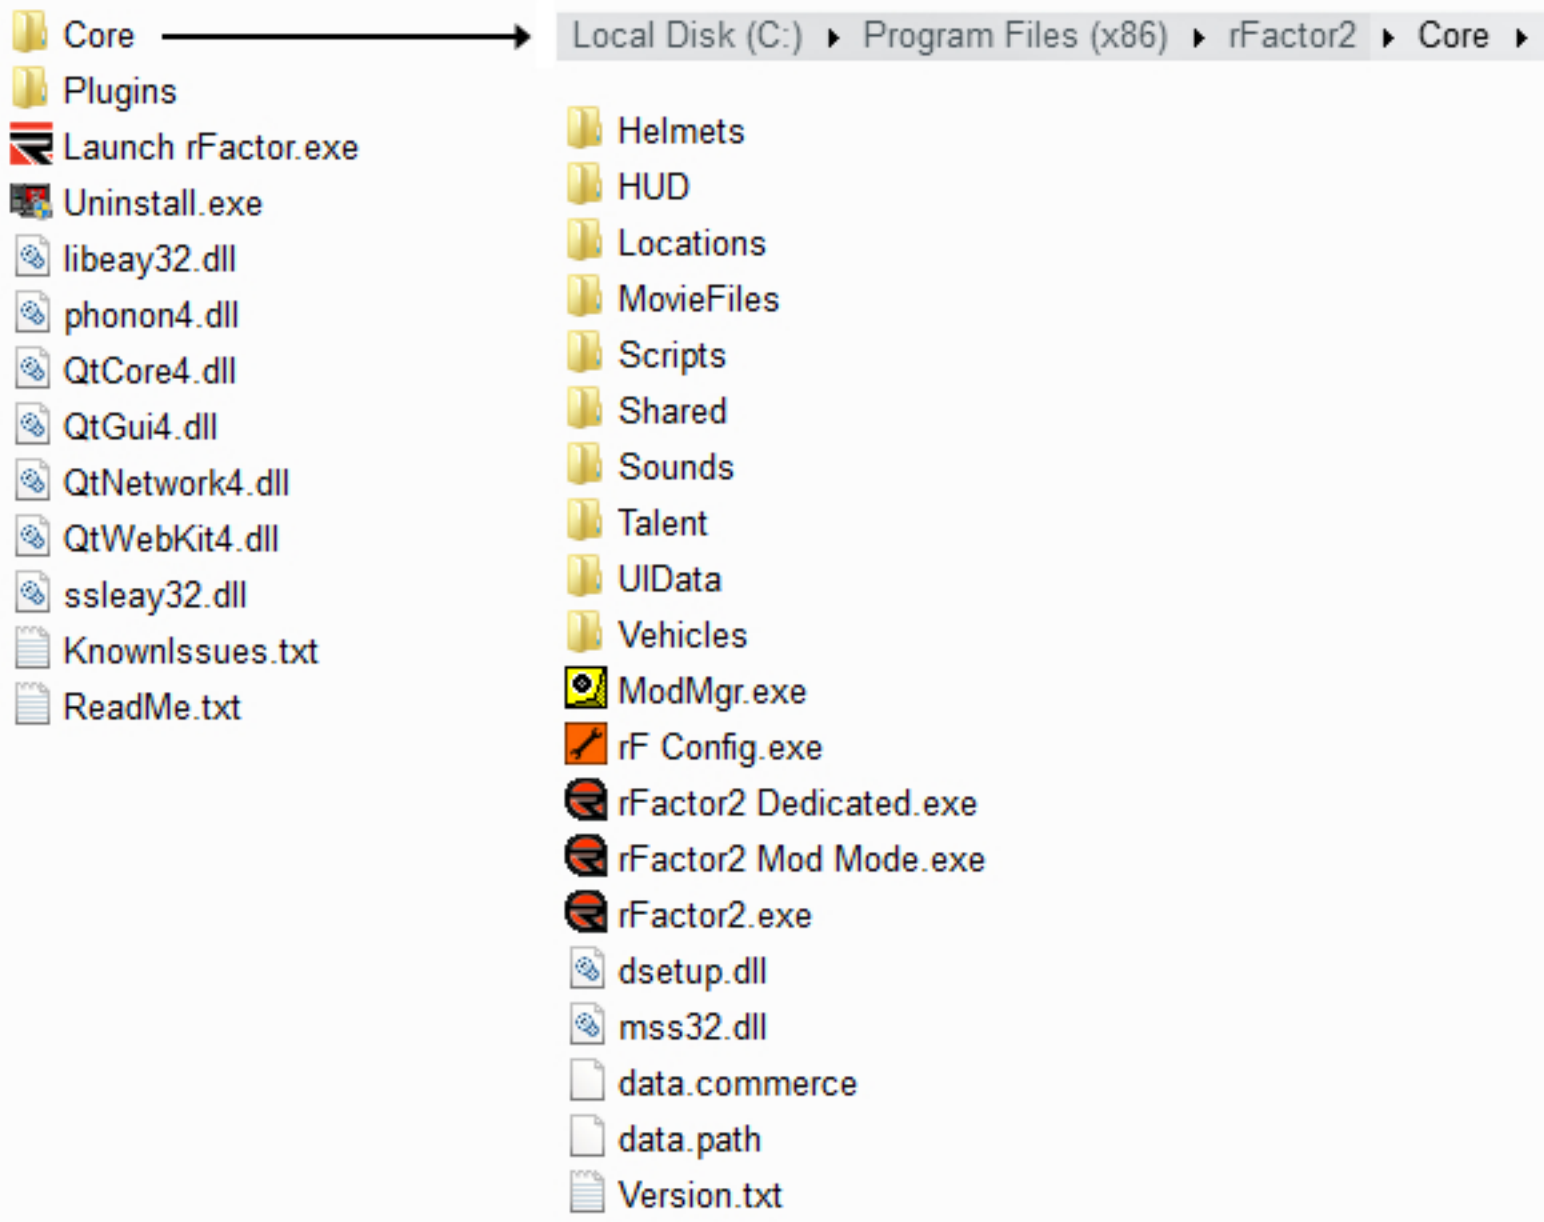 Core
Plugins
Launch rFactor.exe
Uninstall.exe
libeay32.dll
phonon4.dll
QtCore4.dll
QtGui4.dll
QtNetwork4.dll
QtWebKit4.dll
ssleay32.dll
KnownIssues.txt
ReadMe.txt
Local Disk (C:) ▸ Program Files (x86) ▸ rFactor2 ▸ Core ▸
Helmets
HUD
Locations
MovieFiles
Scripts
Shared
Sounds
Talent
UIData
Vehicles
ModMgr.exe
rF Config.exe
rFactor2 Dedicated.exe
rFactor2 Mod Mode.exe
rFactor2.exe
dsetup.dll
mss32.dll
data.commerce
data.path
Version.txt